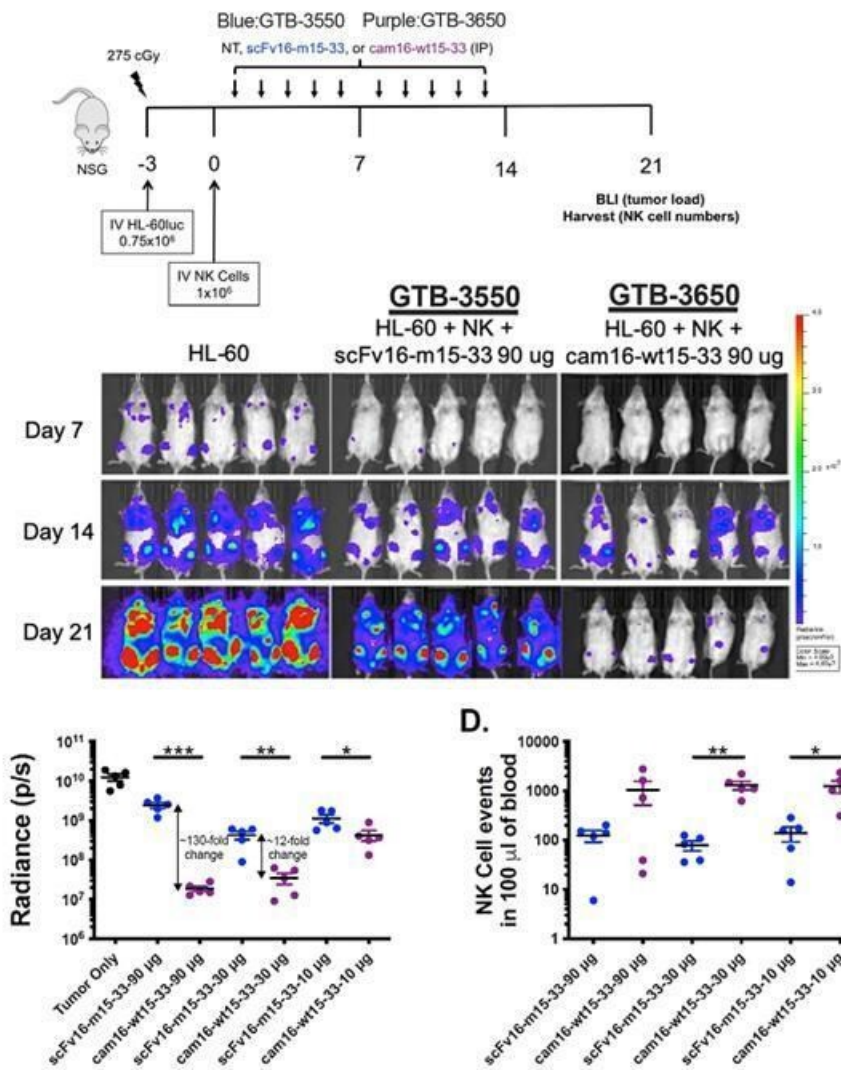 Blue:GTB-3550 Purple:GTB-3650
NT, scFv16-m15-33, or cam16-wt15-33 (IP)
275 cGy
NSG
-3 0 7 14 21
IV HL-60luc
0.75x10⁶
IV NK Cells
1x10⁶
BLI (tumor load)
Harvest (NK cell numbers)
GTB-3550 GTB-3650
HL-60
HL-60 + NK +
scFv16-m15-33 90 ug
HL-60 + NK +
cam16-wt15-33 90 ug
Day 7
Day 14
Day 21
Radiance (p/s)
10¹¹
10¹⁰
10⁹
10⁸
10⁷
10⁶
***
**
*
~130-fold
change
~12-fold
change
Tumor Only
scFv16-m15-33-90 µg
cam16-wt15-33-90 µg
scFv16-m15-33-30 µg
cam16-wt15-33-30 µg
scFv16-m15-33-10 µg
cam16-wt15-33-10 µg
D.
NK Cell events
in 100 µl of blood
10000
1000
100
10
1
**
*
scFv16-m15-33-90 µg
cam16-wt15-33-90 µg
scFv16-m15-33-30 µg
cam16-wt15-33-30 µg
scFv16-m15-33-10 µg
cam16-wt15-33-10 µg